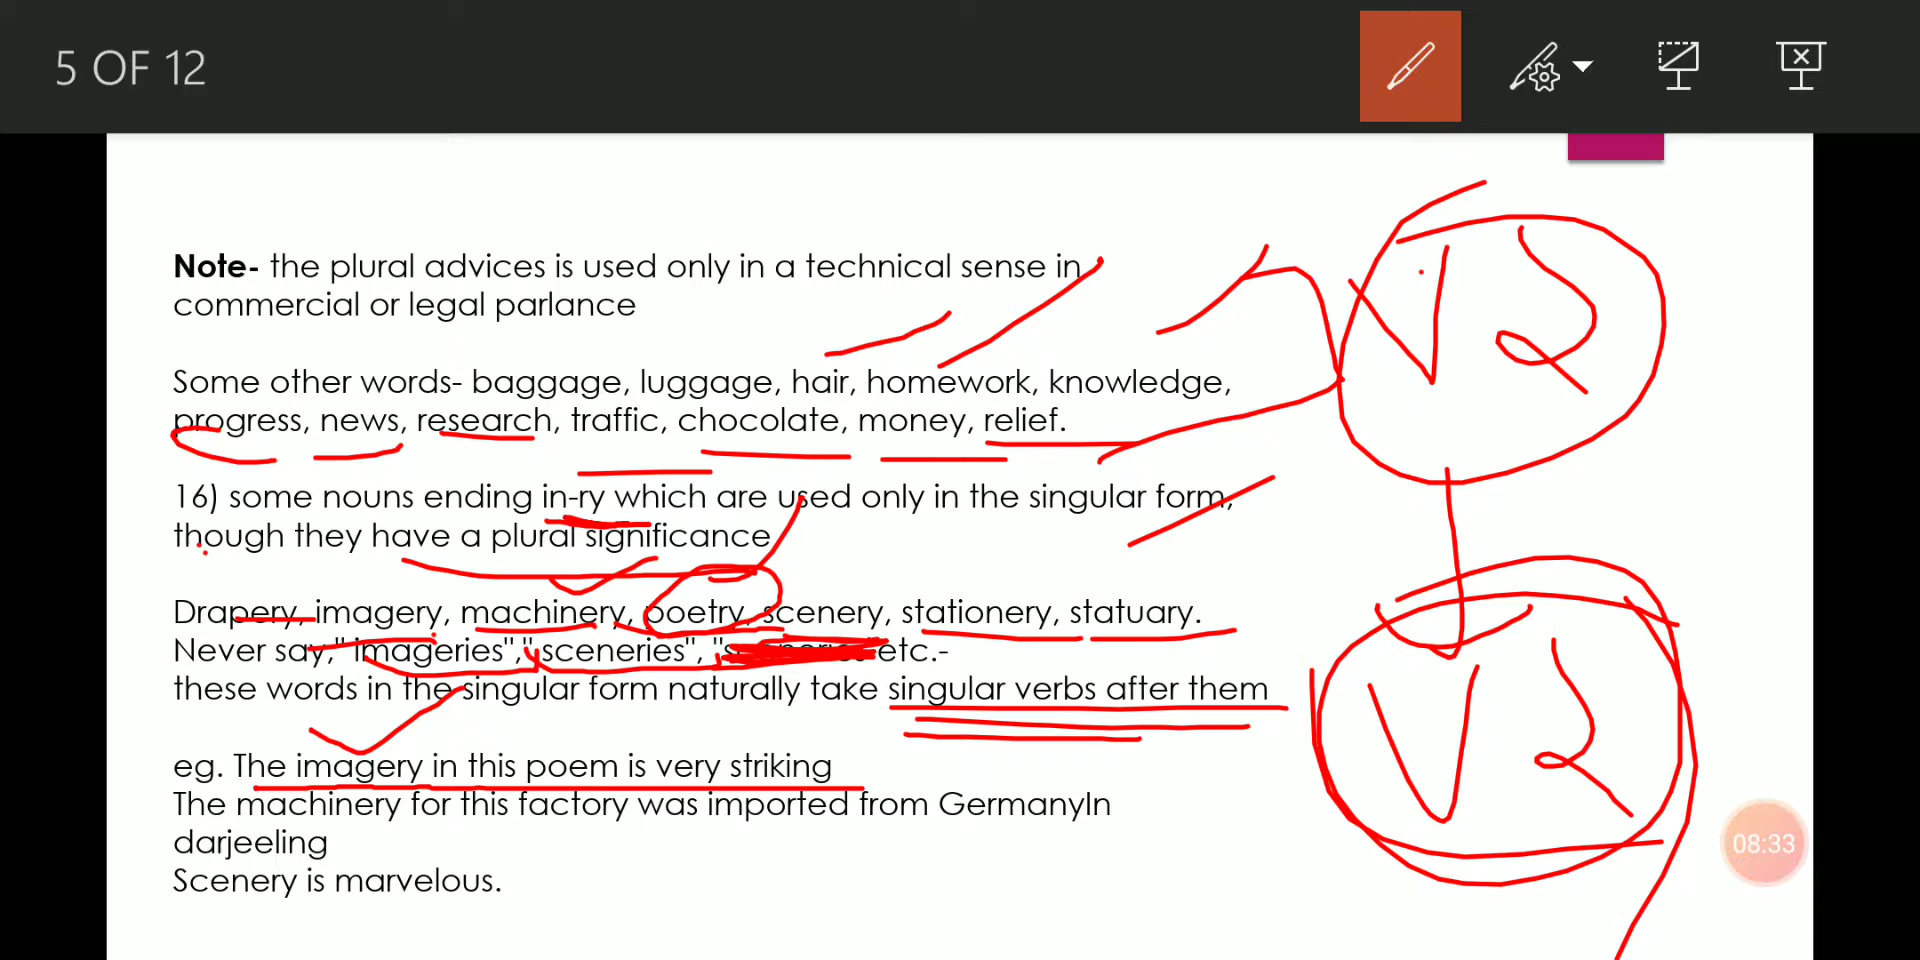 5 OF 12
Note- the plural advices is used only in a technical sense in
commercial or legal parlance
Some other words- baggage, luggage, hair, homework, knowledge,
progress, news, research, traffic, chocolate, money, relief.
16) some nouns ending in-ry which are used only in the singular form,
though they have a plural significance
Drapery, imagery, machinery, poetry, scenery, stationery, statuary.
Never say," imageries","sceneries", " etc.-
these words in the singular form naturally take singular verbs after them
eg. The imagery in this poem is very striking
The machinery for this factory was imported from GermanyIn
darjeeling
Scenery is marvelous.
08:33